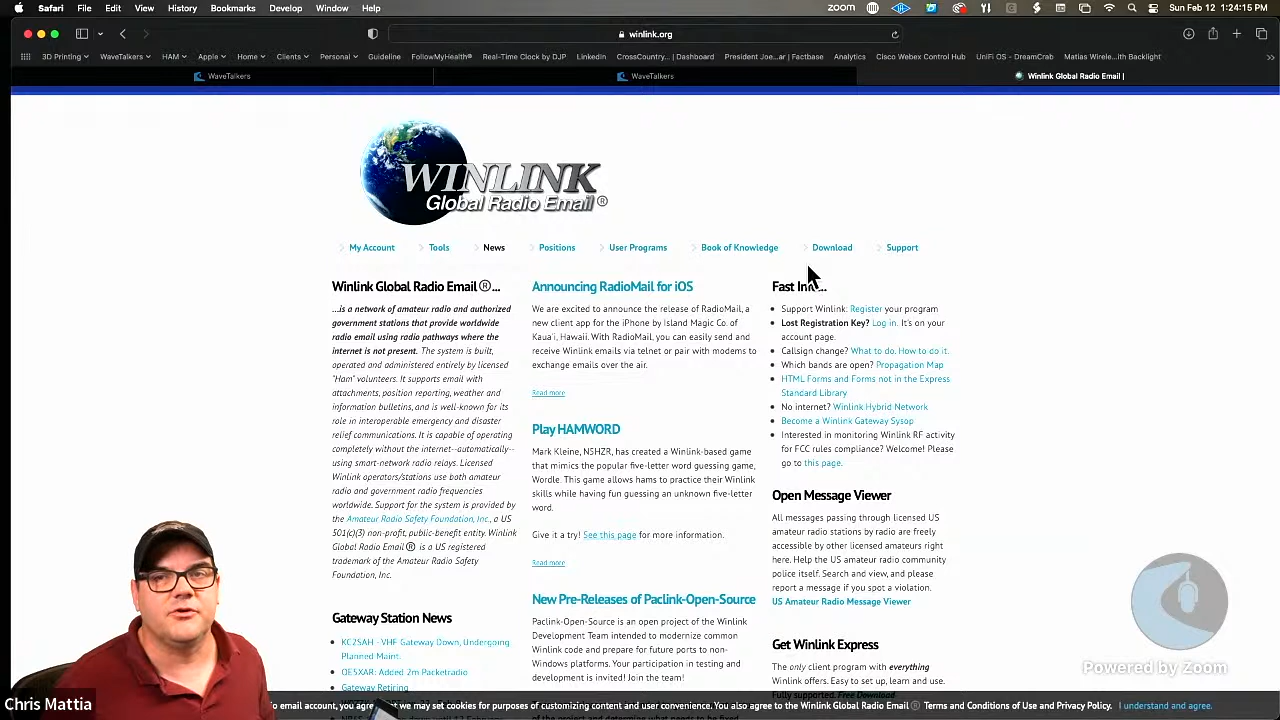 Safari File Edit View History Bookmarks Develop Window Help
ZOOM Sun Feb 12 2:24:15 PM
winlink.org
3D Printing WaveTalkers HAM Apple Home Clients Personal Guideline FollowMyHealth® Real-Time Clock by DJP LinkedIn CrossCountry... | Dashboard President Joe...ar | Factbase Analytics Cisco Webex Control Hub UniFi OS - DreamCrab Matias Wirele...ith Backlight
WaveTalkers WaveTalkers Winlink Global Radio Email |
WINLINK
Global Radio Email ®
My Account Tools News Positions User Programs Book of Knowledge Download Support
Winlink Global Radio Email ®...
...is a network of amateur radio and authorized
government stations that provide worldwide
radio email using radio pathways where the
internet is not present. The system is built,
operated and administered entirely by licensed
"Ham" volunteers. It supports email with
attachments, position reporting, weather and
information bulletins, and is well-known for its
role in interoperable emergency and disaster
relief communications. It is capable of operating
completely without the internet--automatically--
using smart-network radio relays. Licensed
Winlink operators/stations use both amateur
radio and government radio frequencies
worldwide. Support for the system is provided by
the Amateur Radio Safety Foundation, Inc., a US
501(c)(3) non-profit, public-benefit entity. Winlink
Global Radio Email ® is a US registered
trademark of the Amateur Radio Safety
Foundation, Inc.
Gateway Station News
KC2SAH - VHF Gateway Down, Undergoing
Planned Maint.
OE5XAR: Added 2m Packetradio
Gateway Retiring
Announcing RadioMail for iOS
We are excited to announce the release of RadioMail, a
new client app for the iPhone by Island Magic Co. of
Kaua'i, Hawaii. With RadioMail, you can easily send and
receive Winlink emails via telnet or pair with modems to
exchange emails over the air.
Read more
Play HAMWORD
Mark Kleine, N5HZR, has created a Winlink-based game
that mimics the popular five-letter word guessing game,
Wordle. This game allows hams to practice their Winlink
skills while having fun guessing an unknown five-letter
word.
Give it a try! See this page for more information.
Read more
New Pre-Releases of Paclink-Open-Source
Paclink-Open-Source is an open project of the Winlink
Development Team intended to modernize common
Winlink code and prepare for future ports to non-
Windows platforms. Your participation in testing and
development is invited! Join the team!
Fast
Support Winlink: Register your program
Lost Registration Key? Log in. It's on your
account page.
Callsign change? What to do. How to do it.
Which bands are open? Propagation Map
HTML Forms and Forms not in the Express
Standard Library
No internet? Winlink Hybrid Network
Become a Winlink Gateway Sysop
Interested in monitoring Winlink RF activity
for FCC rules compliance? Welcome! Please
go to this page.
Open Message Viewer
All messages passing through licensed US
amateur radio stations by radio are freely
accessible by other licensed amateurs right
here. Help the US amateur radio community
police itself. Search and view, and please
report a message if you spot a violation.
US Amateur Radio Message Viewer
Get Winlink Express
The only client program with everything
Winlink offers. Easy to set up, learn and use.
Fully supported. Free Download
To email account, you agree we may set cookies for purposes of customizing content and user convenience. You also agree to the Winlink Global Radio Email ® Terms and Conditions of Use and Privacy Policy. I understand and agree.
Chris Mattia
Powered by Zoom